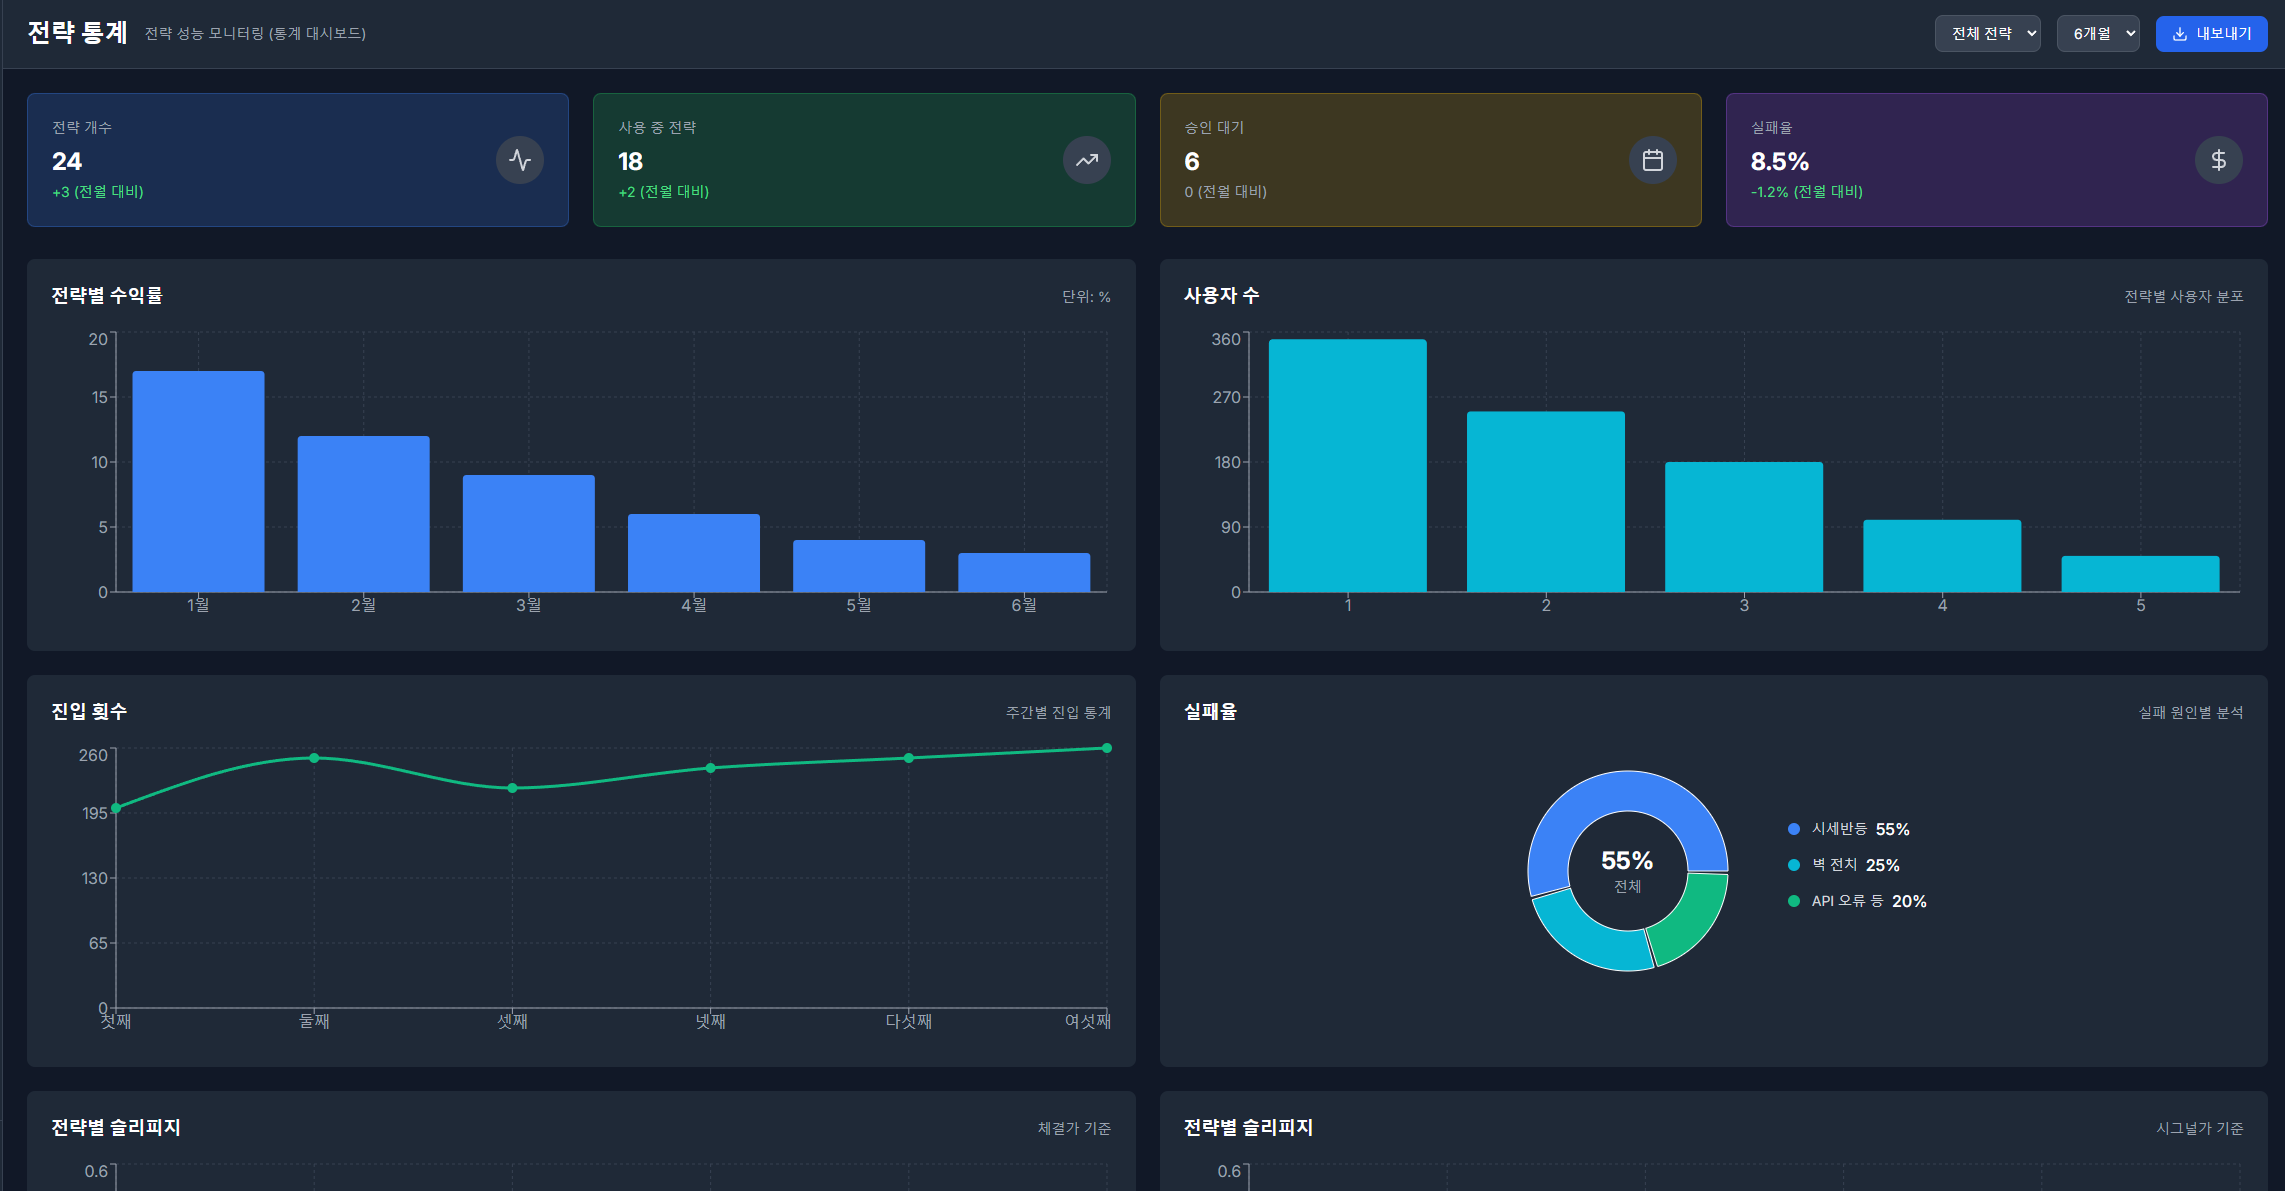 전략 통계
전략 성능 모니터링 (통계 대시보드)
전체 전략
6개월
내보내기
전략 개수
24
+3 (전월 대비)
사용 중 전략
18
+2 (전월 대비)
승인 대기
6
0 (전월 대비)
실패율
8.5%
-1.2% (전월 대비)
전략별 수익률
단위: %
20
15
10
5
0
1월
2월
3월
4월
5월
6월
사용자 수
전략별 사용자 분포
360
270
180
90
0
1
2
3
4
5
진입 횟수
주간별 진입 통계
260
195
130
65
0
첫째
둘째
셋째
넷째
다섯째
여섯째
실패율
실패 원인별 분석
55%
전체
시세반등 55%
벽 전치 25%
API 오류 등 20%
전략별 슬리피지
체결가 기준
0.6
전략별 슬리피지
시그널가 기준
0.6